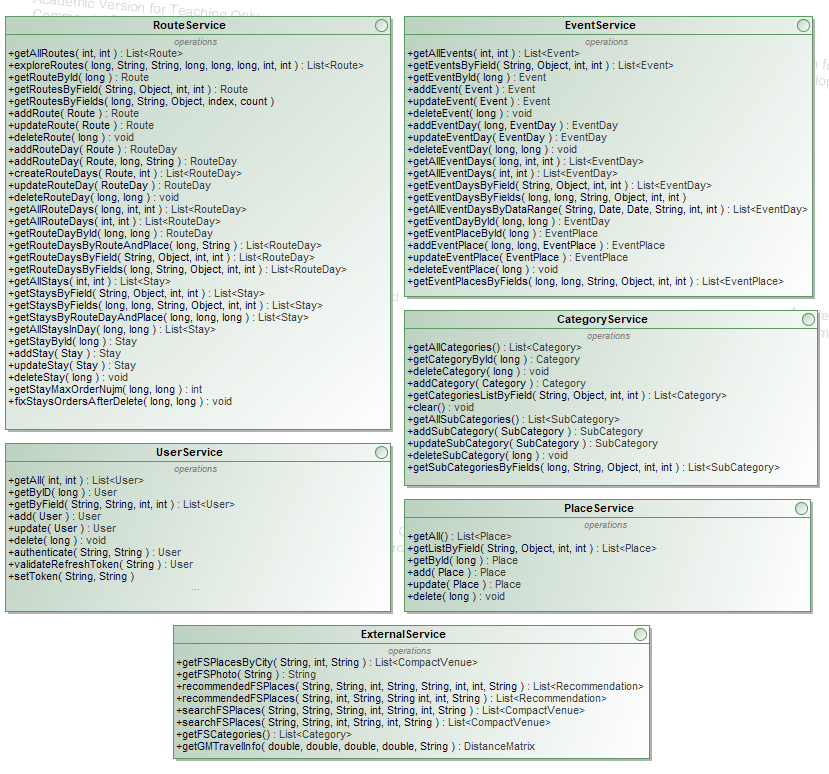 Academic Version for Teaching Only
RouteService
operations
+getAllRoutes( int, int ) : List<Route>
+exploreRoutes( long, String, String, long, long, long, int, int ) : List<Route>
+getRouteById( long ) : Route
+getRoutesByField( String, Object, int, int ) : Route
+getRoutesByFields( long, String, Object, index, count )
+addRoute( Route ) : Route
+updateRoute( Route ) : Route
+deleteRoute( long ) : void
+addRouteDay( Route ) : RouteDay
+addRouteDay( Route, long, String ) : RouteDay
+createRouteDays( Route, int ) : List<RouteDay>
+updateRouteDay( RouteDay ) : RouteDay
+deleteRouteDay( long, long ) : void
+getAllRouteDays( long, int, int ) : List<RouteDay>
+getAllRouteDays( int, int ) : List<RouteDay>
+getRouteDayById( long, long ) : RouteDay
+getRouteDaysByRouteAndPlace( long, String ) : List<RouteDay>
+getRouteDaysByField( String, Object, int, int ) : List<RouteDay>
+getRouteDaysByFields( long, String, Object, int, int ) : List<RouteDay>
+getAllStays( int, int ) : List<Stay>
+getStaysByField( String, Object, int, int ) : List<Stay>
+getStaysByFields( long, long, String, Object, int, int ) : List<Stay>
+getStaysByRouteDayAndPlace( long, long, long ) : List<Stay>
+getAllStaysInDay( long, long ) : List<Stay>
+getStayById( long ) : Stay
+addStay( Stay ) : Stay
+updateStay( Stay ) : Stay
+deleteStay( long ) : void
+getStayMaxOrderNujm( long, long ) : int
+fixStaysOrdersAfterDelete( long, long ) : void
EventService
operations
+getAllEvents( int, int ) : List<Event>
+getEventsByField( String, Object, int, int ) : List<Event>
+getEventById( long ) : Event
+addEvent( Event ) : Event
+updateEvent( Event ) : Event
+deleteEvent( long ) : void
+addEventDay( long, EventDay ) : EventDay
+updateEventDay( EventDay ) : EventDay
+deleteEventDay( long, long ) : void
+getAllEventDays( long, int, int ) : List<EventDay>
+getAllEventDays( int, int ) : List<EventDay>
+getEventDaysByField( String, Object, int, int ) : List<EventDay>
+getEventDaysByFields( long, long, String, Object, int, int )
+getAllEventDaysByDataRange( String, Date, Date, String, int, int ) : List<EventDay>
+getEventDayById( long, long ) : EventDay
+getEventPlaceById( long ) : EventPlace
+addEventPlace( long, long, EventPlace ) : EventPlace
+updateEventPlace( EventPlace ) : EventPlace
+deleteEventPlace( long ) : void
+getEventPlacesByFields( long, long, String, Object, int, int ) : List<EventPlace>
CategoryService
operations
+getAllCategories() : List<Category>
+getCategoryById( long ) : Category
+deleteCategory( long ) : void
+addCategory( Category ) : Category
+getCategoriesListByField( String, Object, int, int ) : List<Category>
+clear() : void
+getAllSubCategories() : List<SubCategory>
+addSubCategory( SubCategory ) : SubCategory
+updateSubCategory( SubCategory ) : SubCategory
+deleteSubCategory( long ) : void
+getSubCategoriesByFields( long, String, Object, int, int ) : List<SubCategory>
UserService
operations
+getAll( int, int ) : List<User>
+getByID( long ) : User
+getByField( String, String, int, int ) : List<User>
+add( User ) : User
+update( User ) : User
+delete( long ) : void
+authenticate( String, String ) : User
+validateRefreshToken( String ) : User
+setToken( String, String )
...
PlaceService
operations
+getAll() : List<Place>
+getListByField( String, Object, int, int ) : List<Place>
+getById( long ) : Place
+add( Place ) : Place
+update( Place ) : Place
+delete( long ) : void
ExternalService
operations
+getFSPlacesByCity( String, int, String ) : List<CompactVenue>
+getFSPhoto( String ) : String
+recommendedFSPlaces( String, String, int, String, String, int, int, String ) : List<Recommendation>
+recommendedFSPlaces( String, int, String, String int, int, String ) : List<Recommendation>
+searchFSPlaces( String, String, int, String, int, String ) : List<CompactVenue>
+searchFSPlaces( String, int, String, int, String ) : List<CompactVenue>
+getFSCategories() : List<Category>
+getGMTravelInfo( double, double, double, double, String ) : DistanceMatrix